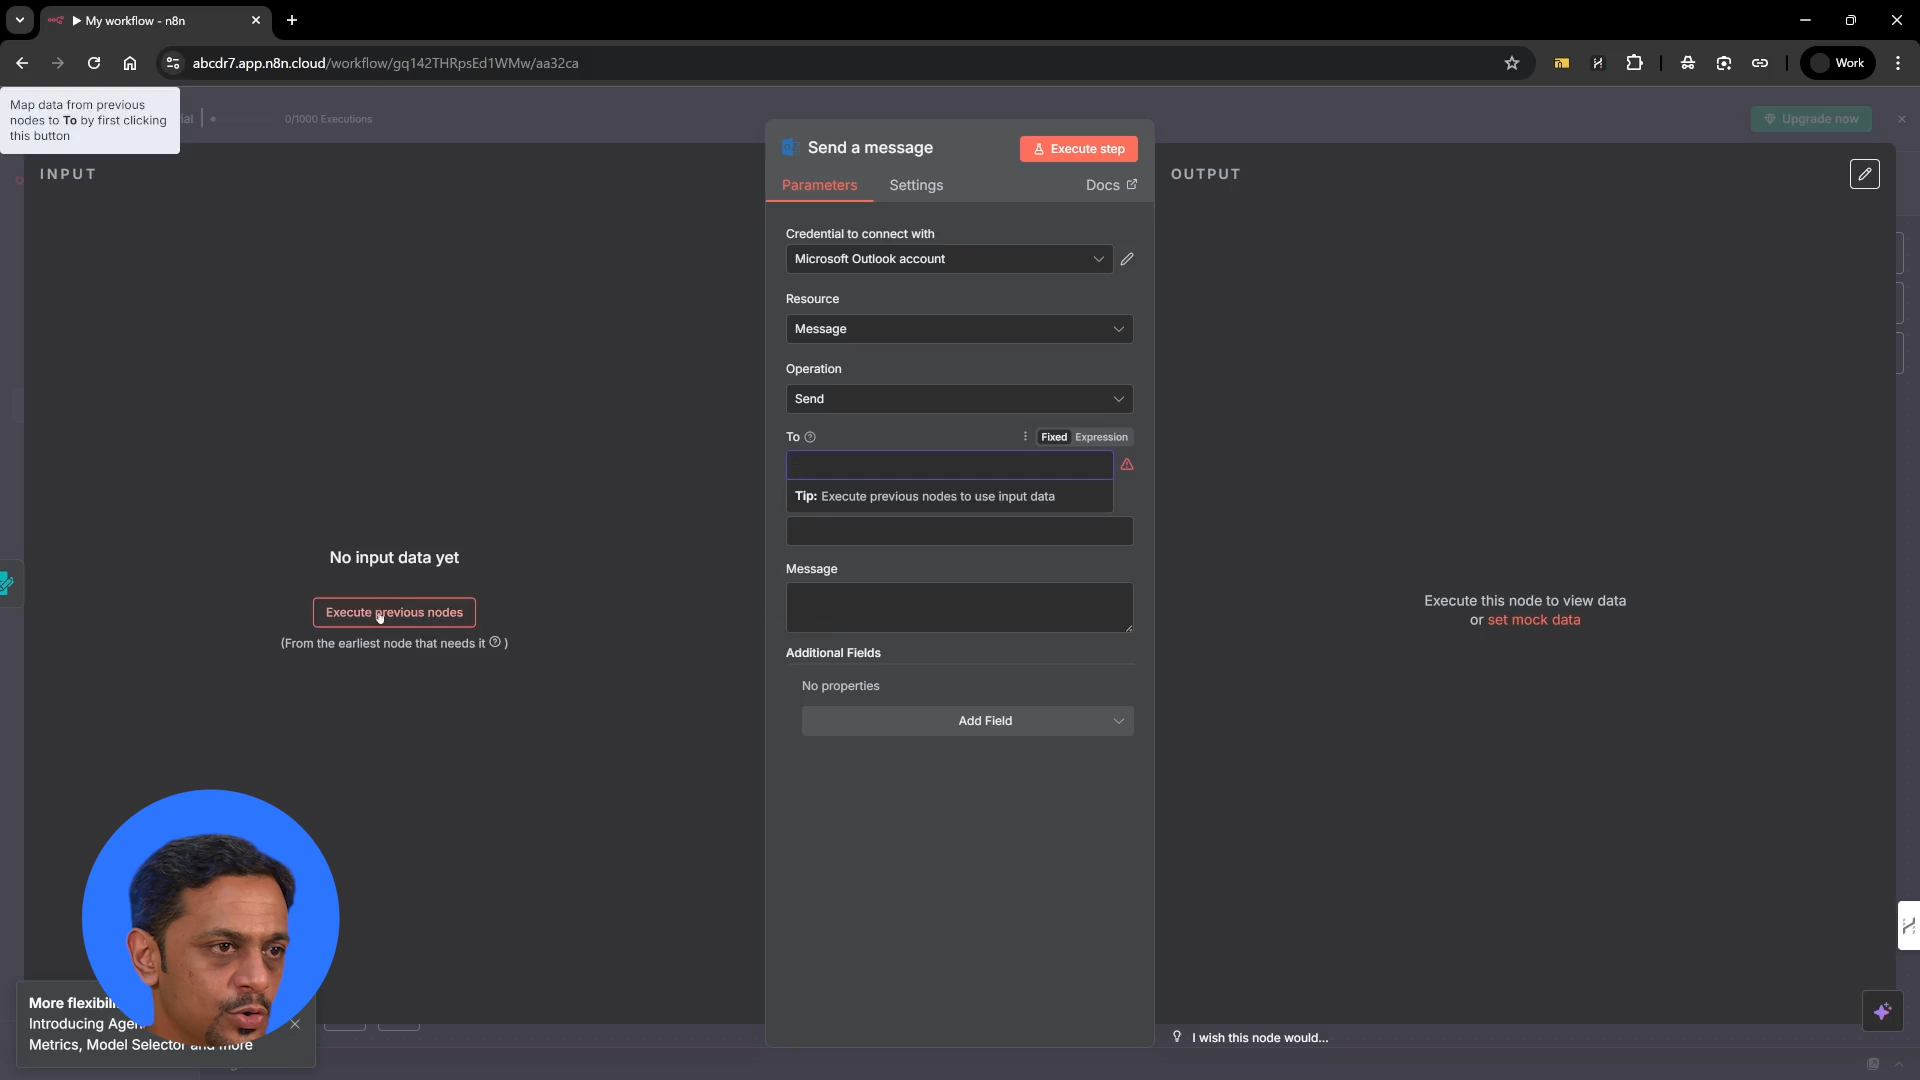 My workflow - n8n
abcdr7.app.n8n.cloud/workflow/gq142THRpsEd1WMw/aa32ca
Work
Map data from previous
nodes to To by first clicking
this button
0/1000 Executions
Upgrade now
INPUT
No input data yet
Execute previous nodes
(From the earliest node that needs it ?)
Send a message
Execute step
Parameters
Settings
Docs
Credential to connect with
Microsoft Outlook account
Resource
Message
Operation
Send
To
Fixed
Expression
Tip: Execute previous nodes to use input data
Message
Additional Fields
No properties
Add Field
OUTPUT
Execute this node to view data
or set mock data
I wish this node would...
More
Introducing
Metrics, Model Selector and more